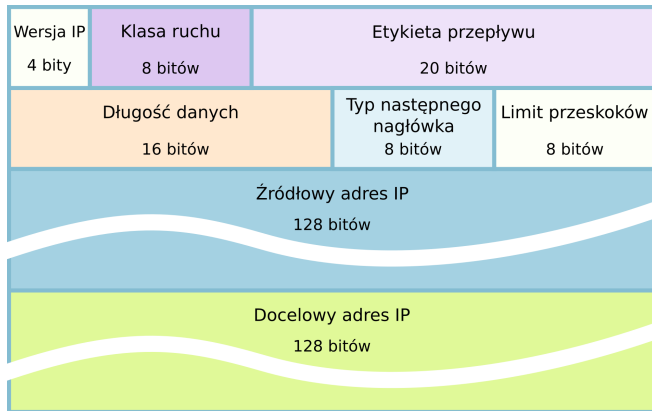 Wersja IP
4 bity
Klasa ruchu
8 bitów
Etykieta przepływu
20 bitów
Długość danych
16 bitów
Typ następnego
nagłówka
8 bitów
Limit przeskoków
8 bitów
Źródłowy adres IP
128 bitów
Docelowy adres IP
128 bitów